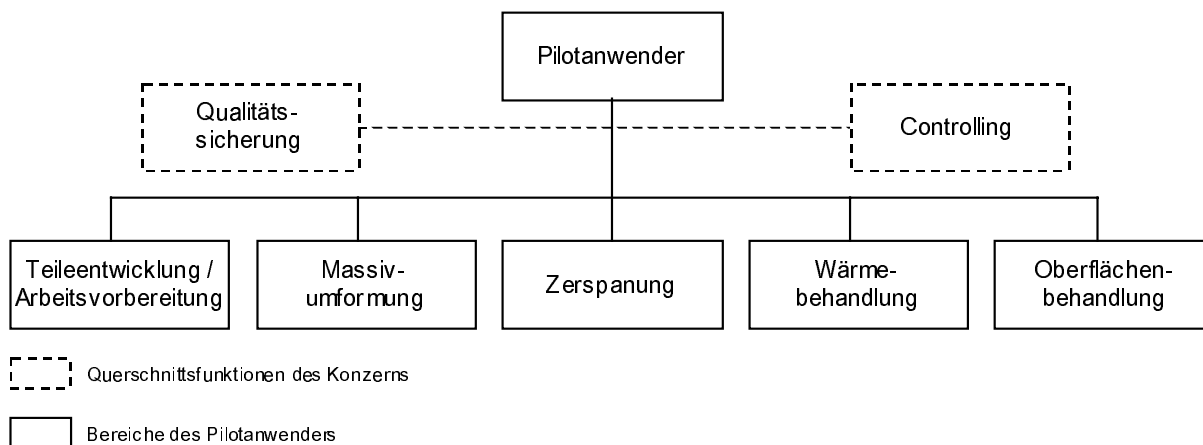 Pilotanwender
Qualitäts-
sicherung
Controlling
Teileentwicklung /
Arbeitsvorbereitung
Massiv-
umformung
Zerspanung
Wärme-
behandlung
Oberflächen-
behandlung
Querschnittsfunktionen des Konzerns
Bereiche des Pilotanwenders